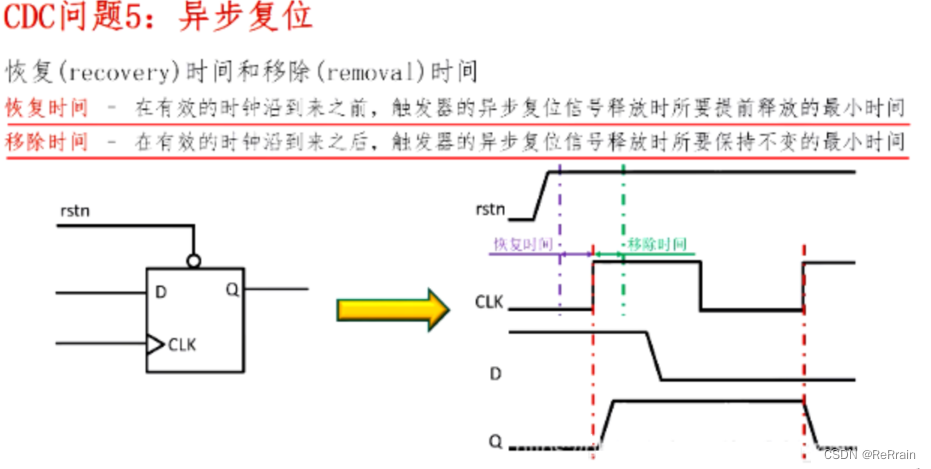 CDC问题5：异步复位
恢复(recovery)时间和移除(removal)时间
恢复时间 - 在有效的时钟沿到来之前，触发器的异步复位信号释放时所要提前释放的最小时间
移除时间 - 在有效的时钟沿到来之后，触发器的异步复位信号释放时所要保持不变的最小时间
rstn
D
Q
CLK
rstn
恢复时间
移除时间
CLK
D
Q
CSDN @ReRrain